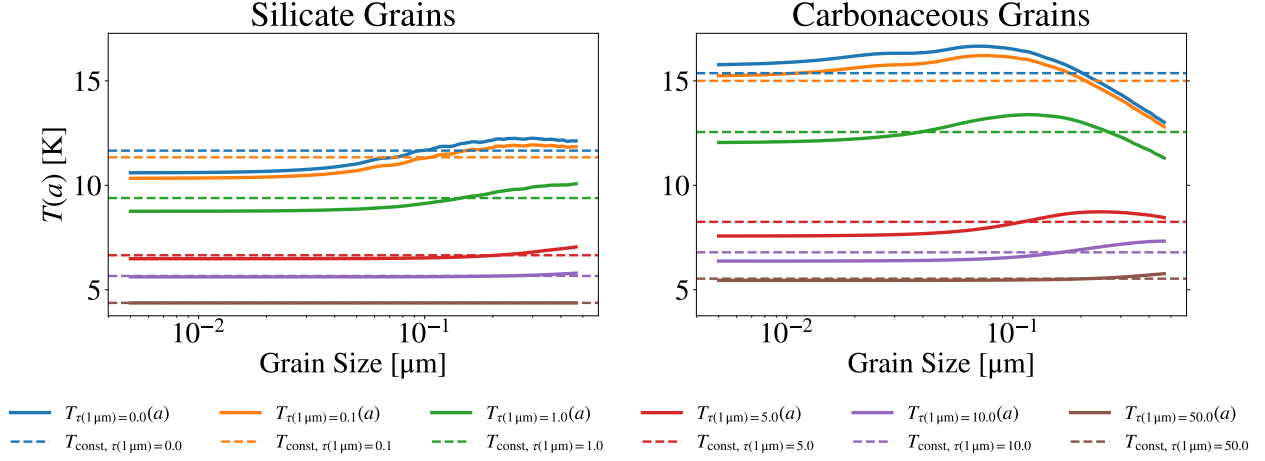 Silicate Grains
Carbonaceous Grains
T(a) [K]
15
10
5
10⁻²
10⁻¹
Grain Size [μm]
15
10
5
10⁻²
10⁻¹
Grain Size [μm]
T_τ(1 μm)=0.0(a)
T_τ(1 μm)=0.1(a)
T_τ(1 μm)=1.0(a)
T_τ(1 μm)=5.0(a)
T_τ(1 μm)=10.0(a)
T_τ(1 μm)=50.0(a)
T_const, τ(1 μm)=0.0
T_const, τ(1 μm)=0.1
T_const, τ(1 μm)=1.0
T_const, τ(1 μm)=5.0
T_const, τ(1 μm)=10.0
T_const, τ(1 μm)=50.0